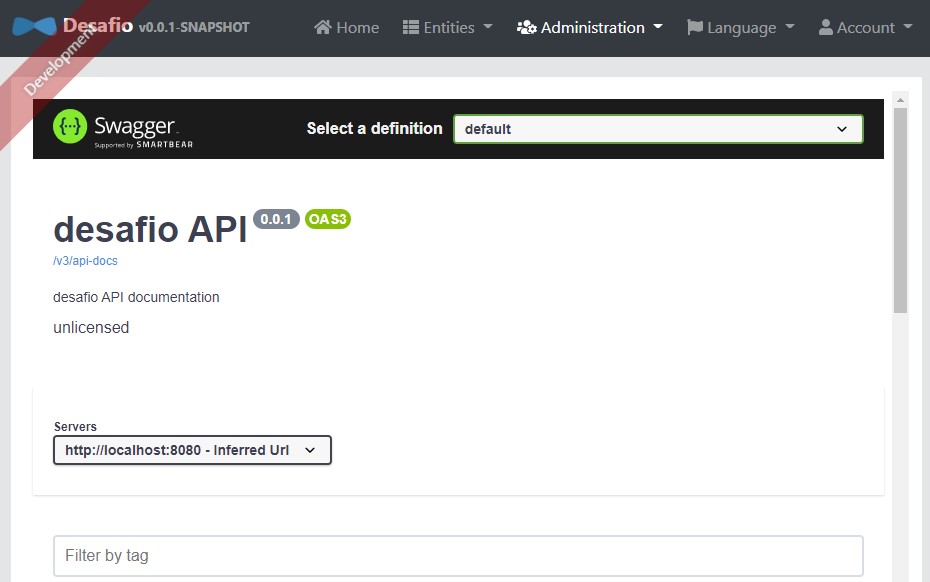 Desafio v0.0.1-SNAPSHOT Home Entities Administration Language Account
Development
Swagger. Select a definition default
Supported by SMARTBEAR
desafio API 0.0.1 OAS3
/v3/api-docs
desafio API documentation
unlicensed
Servers
http://localhost:8080 - Inferred Url
Filter by tag